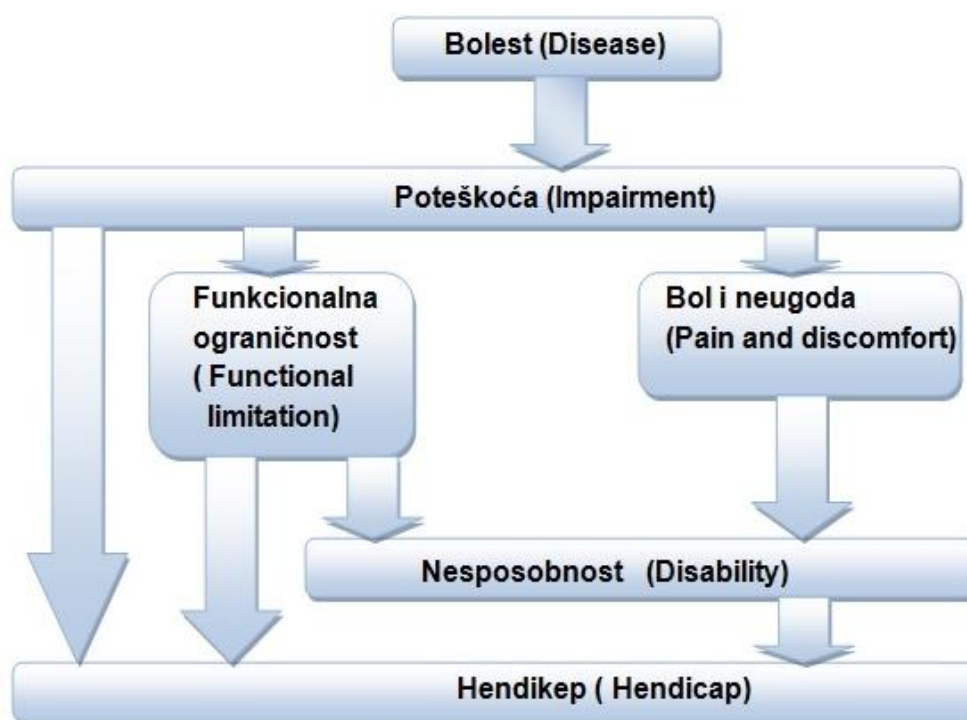 Bolest (Disease)
Poteškoća (Impairment)
Funkcionalna
ograničnost
( Functional
limitation)
Bol i neugoda
(Pain and discomfort)
Nesposobnost (Disability)
Hendikep ( Hendicap)